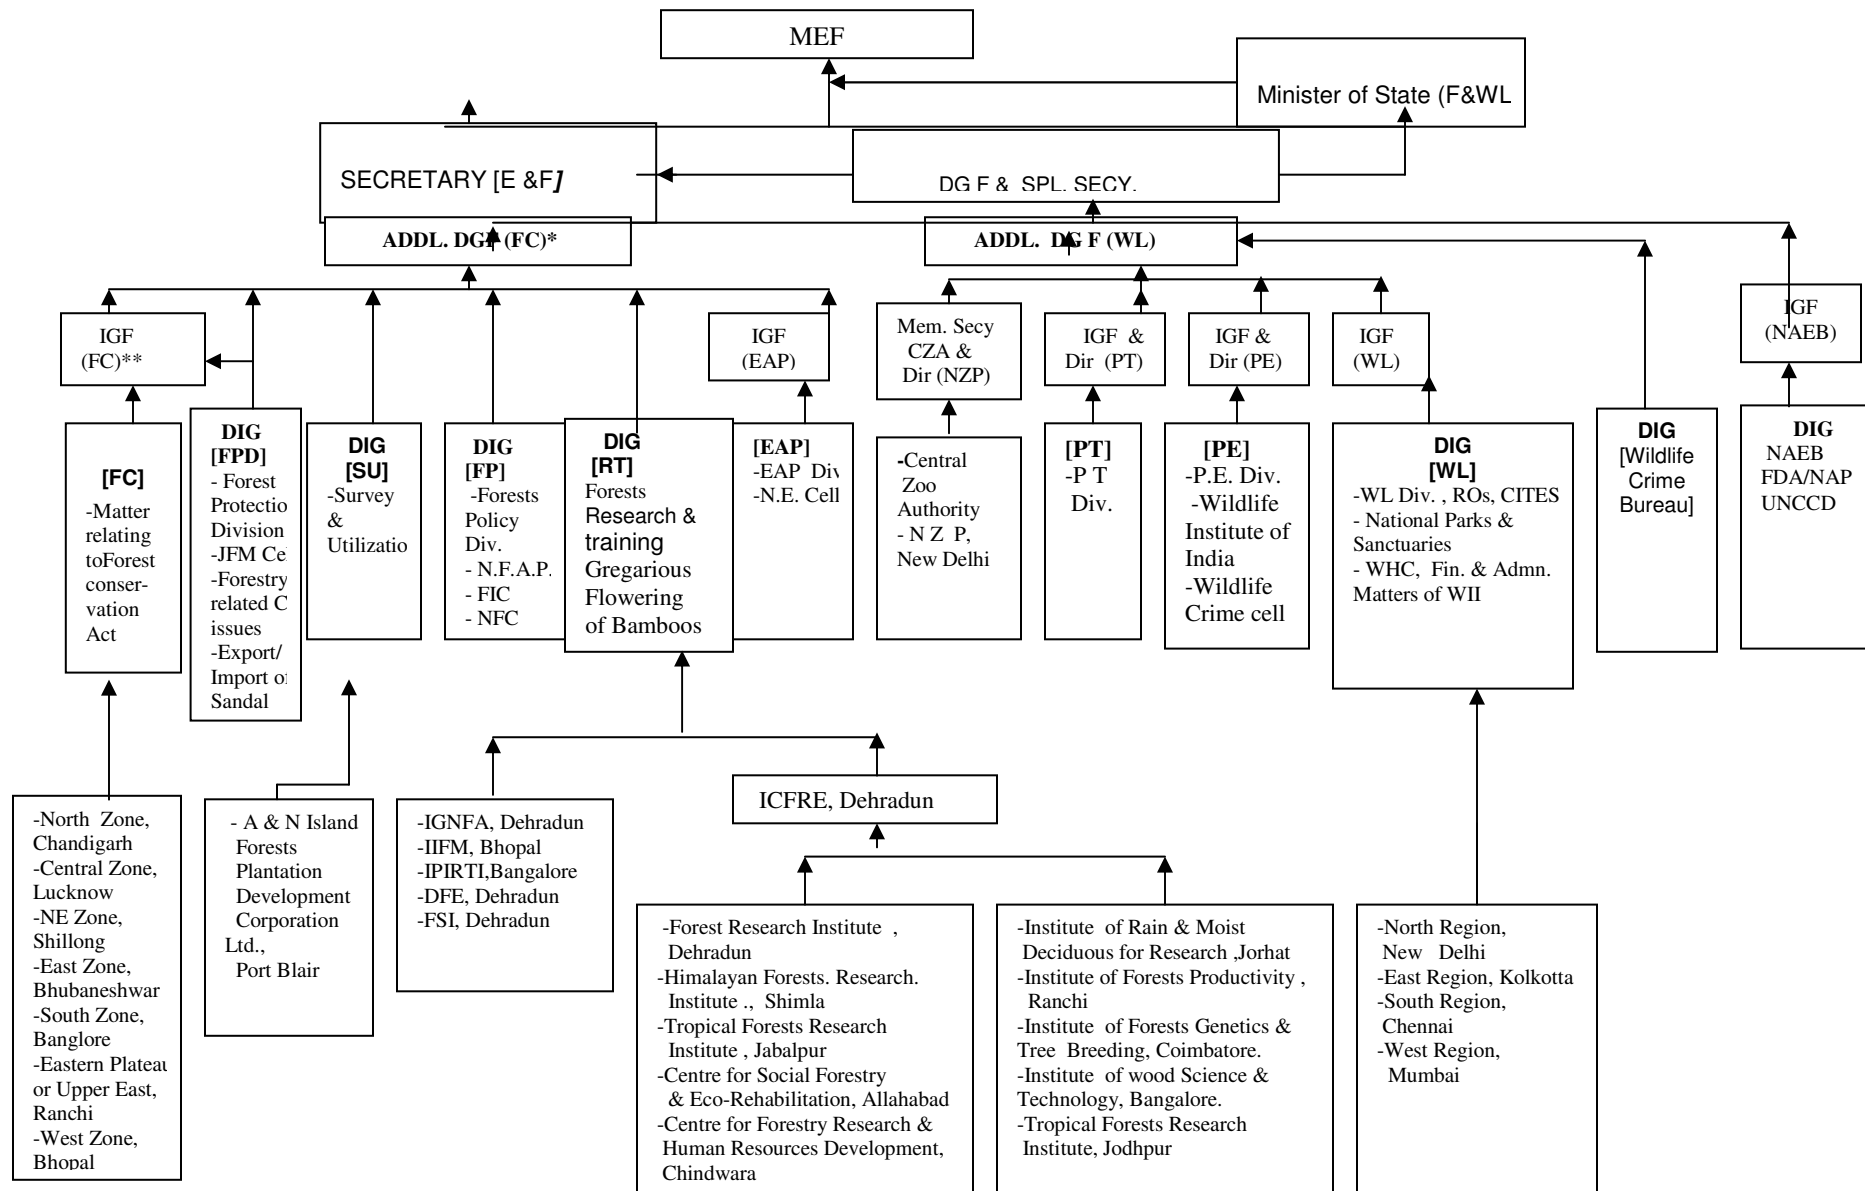 MEF
Minister of State (F&WL
SECRETARY [E &F]
DG F & SPL. SECY.
ADDL. DGF (FC)*
ADDL. DG F (WL)
IGF
(FC)**
IGF
(EAP)
Mem. Secy
CZA &
Dir (NZP)
IGF &
Dir (PT)
IGF &
Dir (PE)
IGF
(WL)
IGF
(NAEB)
[FC]
-Matter
relating
toForest
conser-
vation
Act
DIG
[FPD]
- Forest
Protectio
Division
-JFM Ce
-Forestry
related C
issues
-Export/
Import of
Sandal
DIG
[SU]
-Survey
&
Utilizatio
DIG
[FP]
-Forests
Policy
Div.
- N.F.A.P.
- FIC
- NFC
DIG
[RT]
Forests
Research &
training
Gregarious
Flowering
of Bamboos
[EAP]
-EAP Div
-N.E. Cell
-Central
Zoo
Authority
- N Z P,
New Delhi
[PT]
-P T
Div.
[PE]
-P.E. Div.
-Wildlife
Institute of
India
-Wildlife
Crime cell
DIG
[WL]
-WL Div. , ROs, CITES
- National Parks &
Sanctuaries
- WHC, Fin. & Admn.
Matters of WII
DIG
[Wildlife
Crime
Bureau]
DIG
NAEB
FDA/NAP
UNCCD
ICFRE, Dehradun
-North Zone,
Chandigarh
-Central Zone,
Lucknow
-NE Zone,
Shillong
-East Zone,
Bhubaneshwar
-South Zone,
Banglore
-Eastern Plateau
or Upper East,
Ranchi
-West Zone,
Bhopal
- A & N Island
Forests
Plantation
Development
Corporation
Ltd.,
Port Blair
-IGNFA, Dehradun
-IIFM, Bhopal
-IPIRTI,Bangalore
-DFE, Dehradun
-FSI, Dehradun
-Forest Research Institute ,
Dehradun
-Himalayan Forests. Research.
Institute ., Shimla
-Tropical Forests Research
Institute , Jabalpur
-Centre for Social Forestry
& Eco-Rehabilitation, Allahabad
-Centre for Forestry Research &
Human Resources Development,
Chindwara
-Institute of Rain & Moist
Deciduous for Research ,Jorhat
-Institute of Forests Productivity ,
Ranchi
-Institute of Forests Genetics &
Tree Breeding, Coimbatore.
-Institute of wood Science &
Technology, Bangalore.
-Tropical Forests Research
Institute, Jodhpur
-North Region,
New Delhi
-East Region, Kolkotta
-South Region,
Chennai
-West Region,
Mumbai